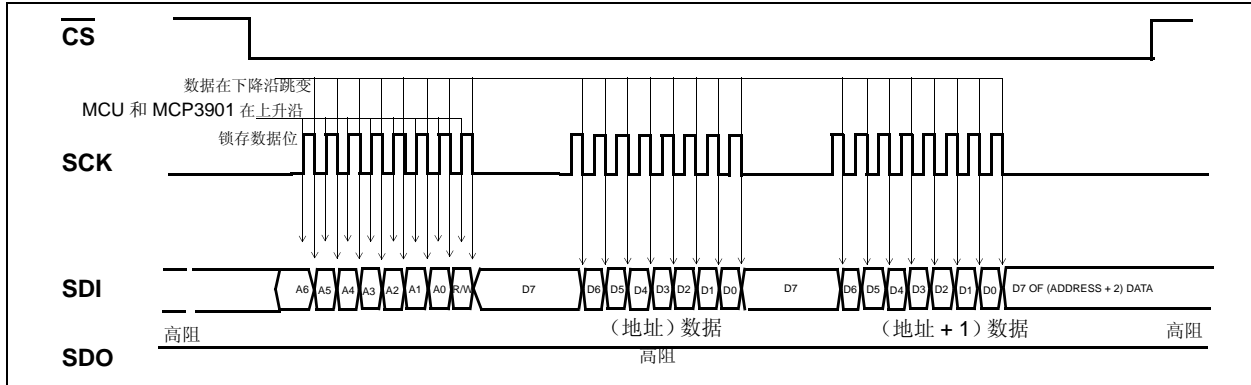 CS
数据在下降沿跳变
MCU 和 MCP3901 在上升沿
锁存数据位
SCK
SDI
A6 A5 A4 A3 A2 A1 A0 R/W D7 D6 D5 D4 D3 D2 D1 D0 D7 D6 D5 D4 D3 D2 D1 D0 D7 OF (ADDRESS + 2) DATA
(地址)数据
(地址 + 1)数据
高阻
高阻
SDO
高阻